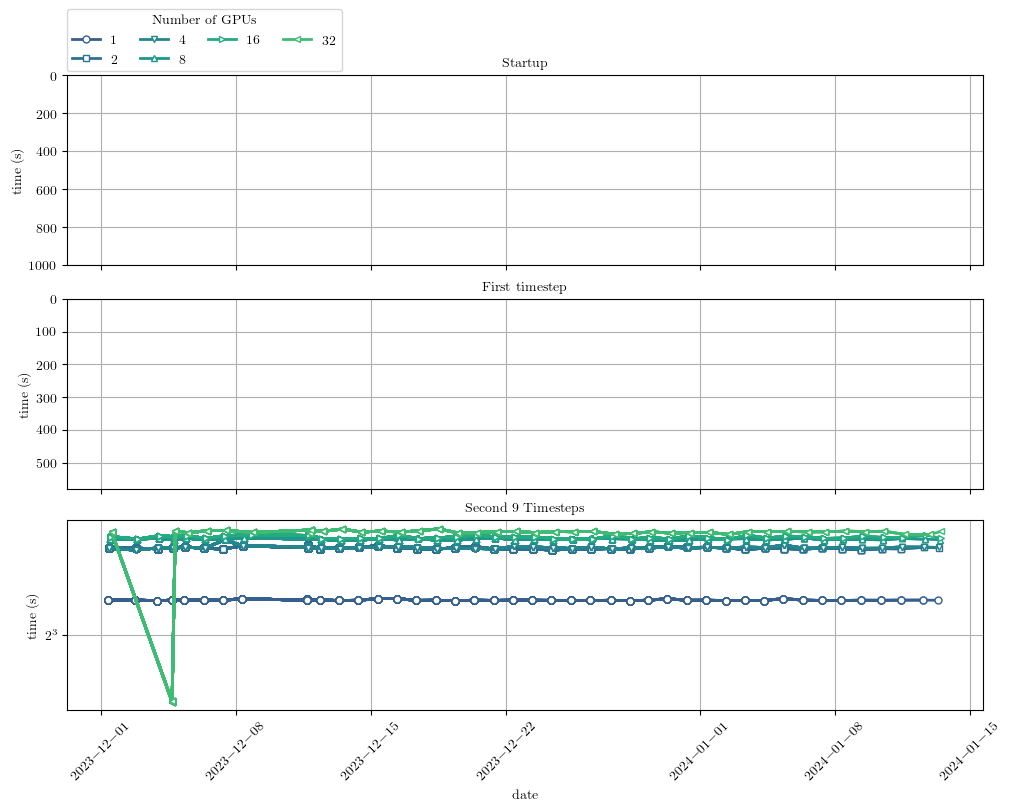 Number of GPUs
1 4 16 32
2 8
Startup
0
200
400
600
800
1000
time (s)
First timestep
0
100
200
300
400
500
time (s)
Second 9 Timesteps
2^3
time (s)
2023−12−01 2023−12−08 2023−12−15 2023−12−22 2024−01−01 2024−01−08 2024−01−15
date